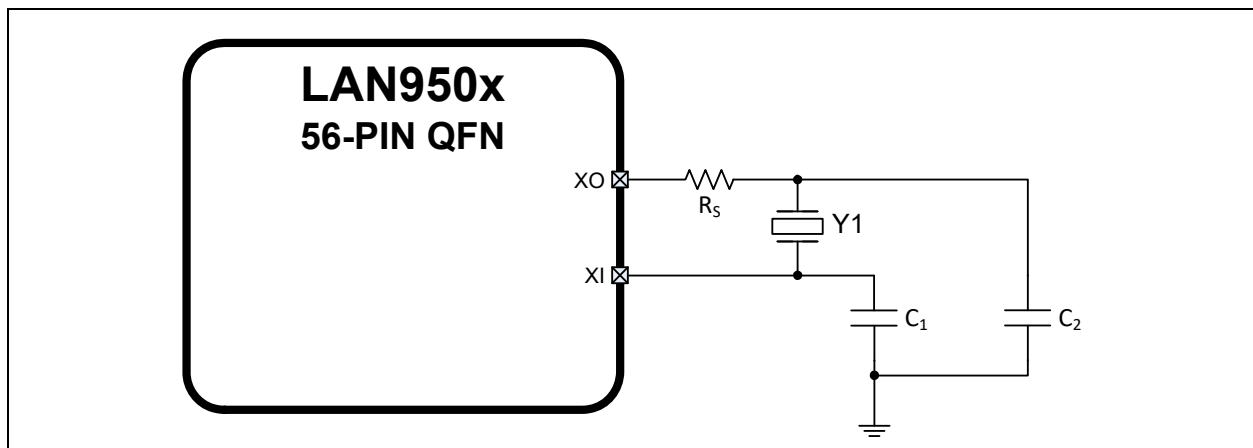 LAN950x
56-PIN QFN
XO
R_S
Y1
XI
C_1
C_2